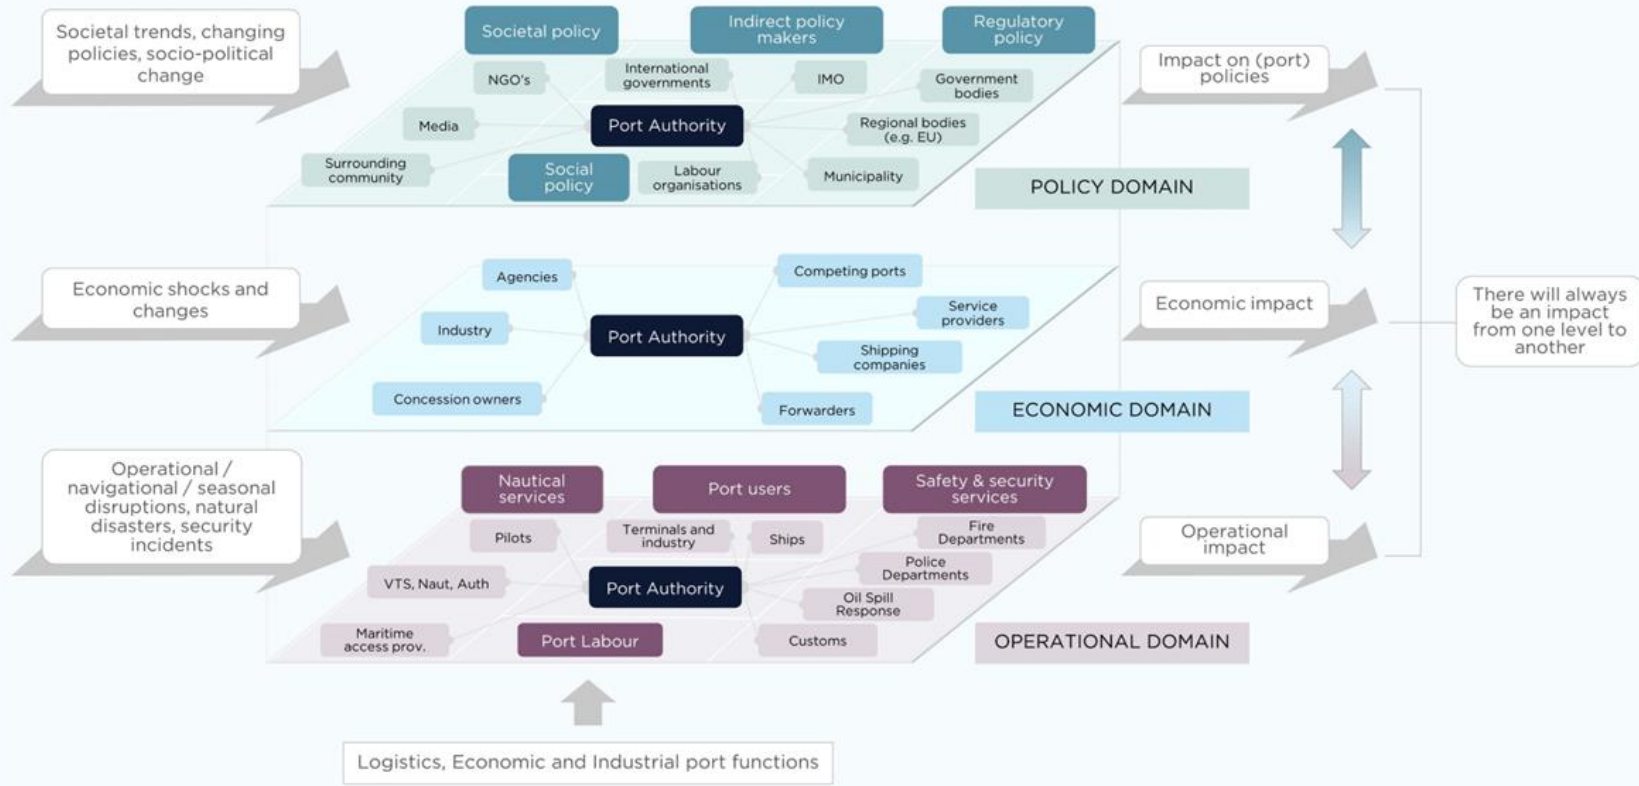 Societal trends, changing
policies, socio-political
change
Societal policy
Indirect policy
makers
Regulatory
policy
NGO's
International
governments
IMO
Government
bodies
Media
Port Authority
Regional bodies
(e.g. EU)
Surrounding
community
Social
policy
Labour
organisations
Municipality
POLICY DOMAIN
Impact on (port)
policies
Economic shocks and
changes
Agencies
Competing ports
Industry
Port Authority
Service
providers
Shipping
companies
Concession owners
Forwarders
ECONOMIC DOMAIN
Economic impact
There will always
be an impact
from one level to
another
Operational /
navigational / seasonal
disruptions, natural
disasters, security
incidents
Nautical
services
Port users
Safety & security
services
Pilots
Terminals and
industry
Ships
Fire
Departments
VTS, Naut, Auth
Port Authority
Police
Departments
Oil Spill
Response
Maritime
access prov.
Port Labour
Customs
OPERATIONAL DOMAIN
Operational
impact
Logistics, Economic and Industrial port functions